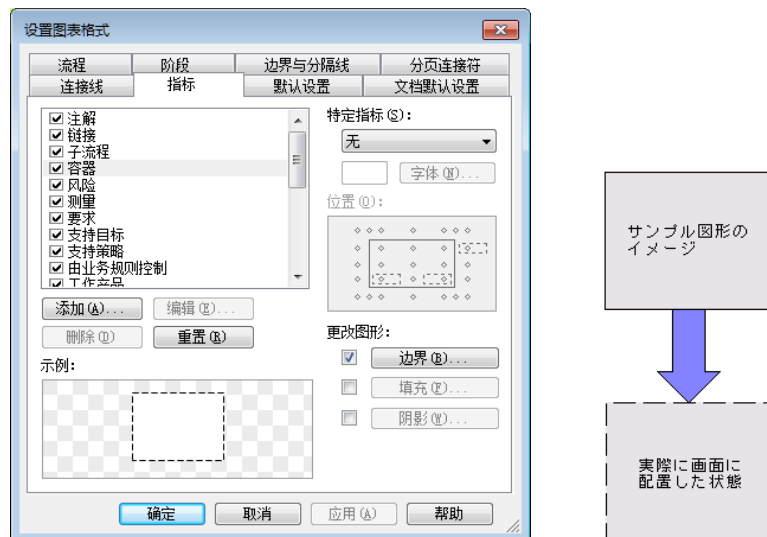 设置图表格式
流程
阶段
边界与分隔线
分页连接符
连接线
指标
默认设置
文档默认设置
注解
链接
子流程
容器
风险
测量
要求
支持目标
支持策略
由业务规则控制
工作产品
添加(A)...
编辑(E)...
删除(D)
重置(R)
示例:
特定指标(S):
无
字体(N)...
位置(O):
更改图形:
边界(B)...
填充(F)...
阴影(W)...
确定
取消
应用(A)
帮助
サンプル図形の
イメージ
実際に画面に
配置した状態